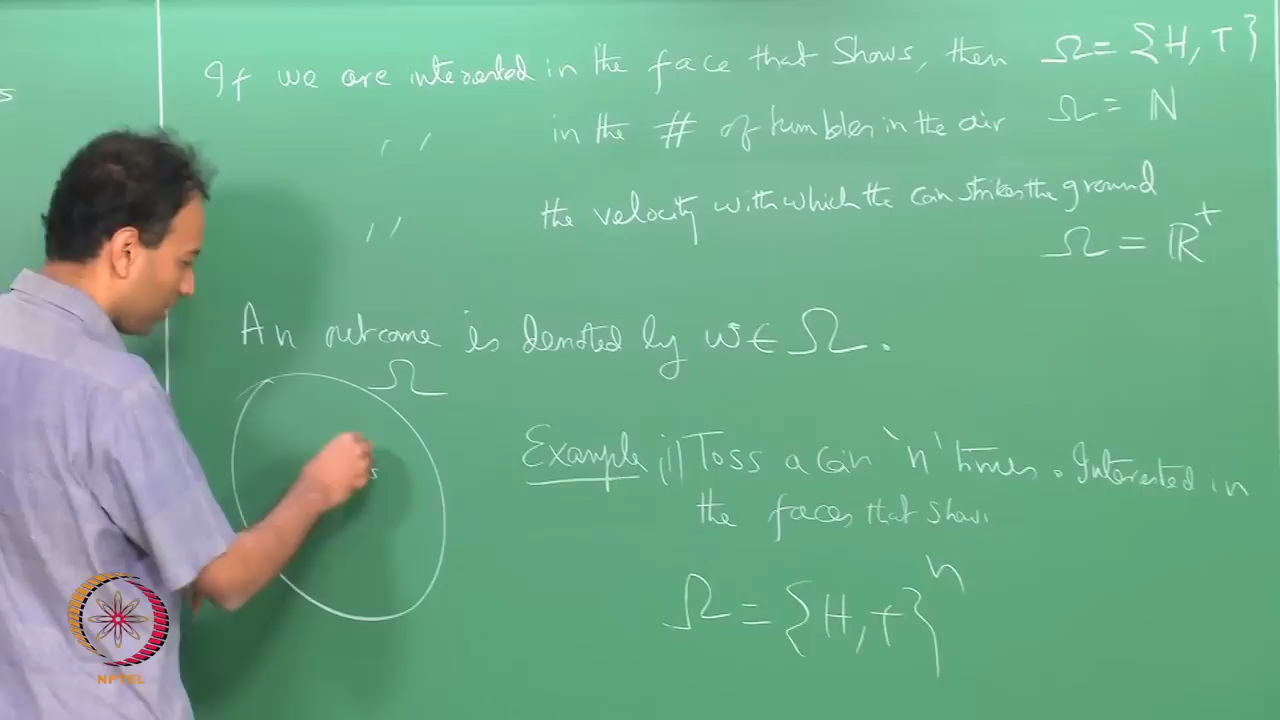 s
If we are interested in the face that shows, then Ω = {H, T}
" in the # of tumbles in the air Ω = ℕ
" the velocity with which the coin strikes the ground
Ω = ℝ⁺
An outcome is denoted by ω ∈ Ω.
Ω
Example (i) Toss a coin 'n' times. Interested in
the faces that show.
Ω = {H, T}ⁿ
NPTEL